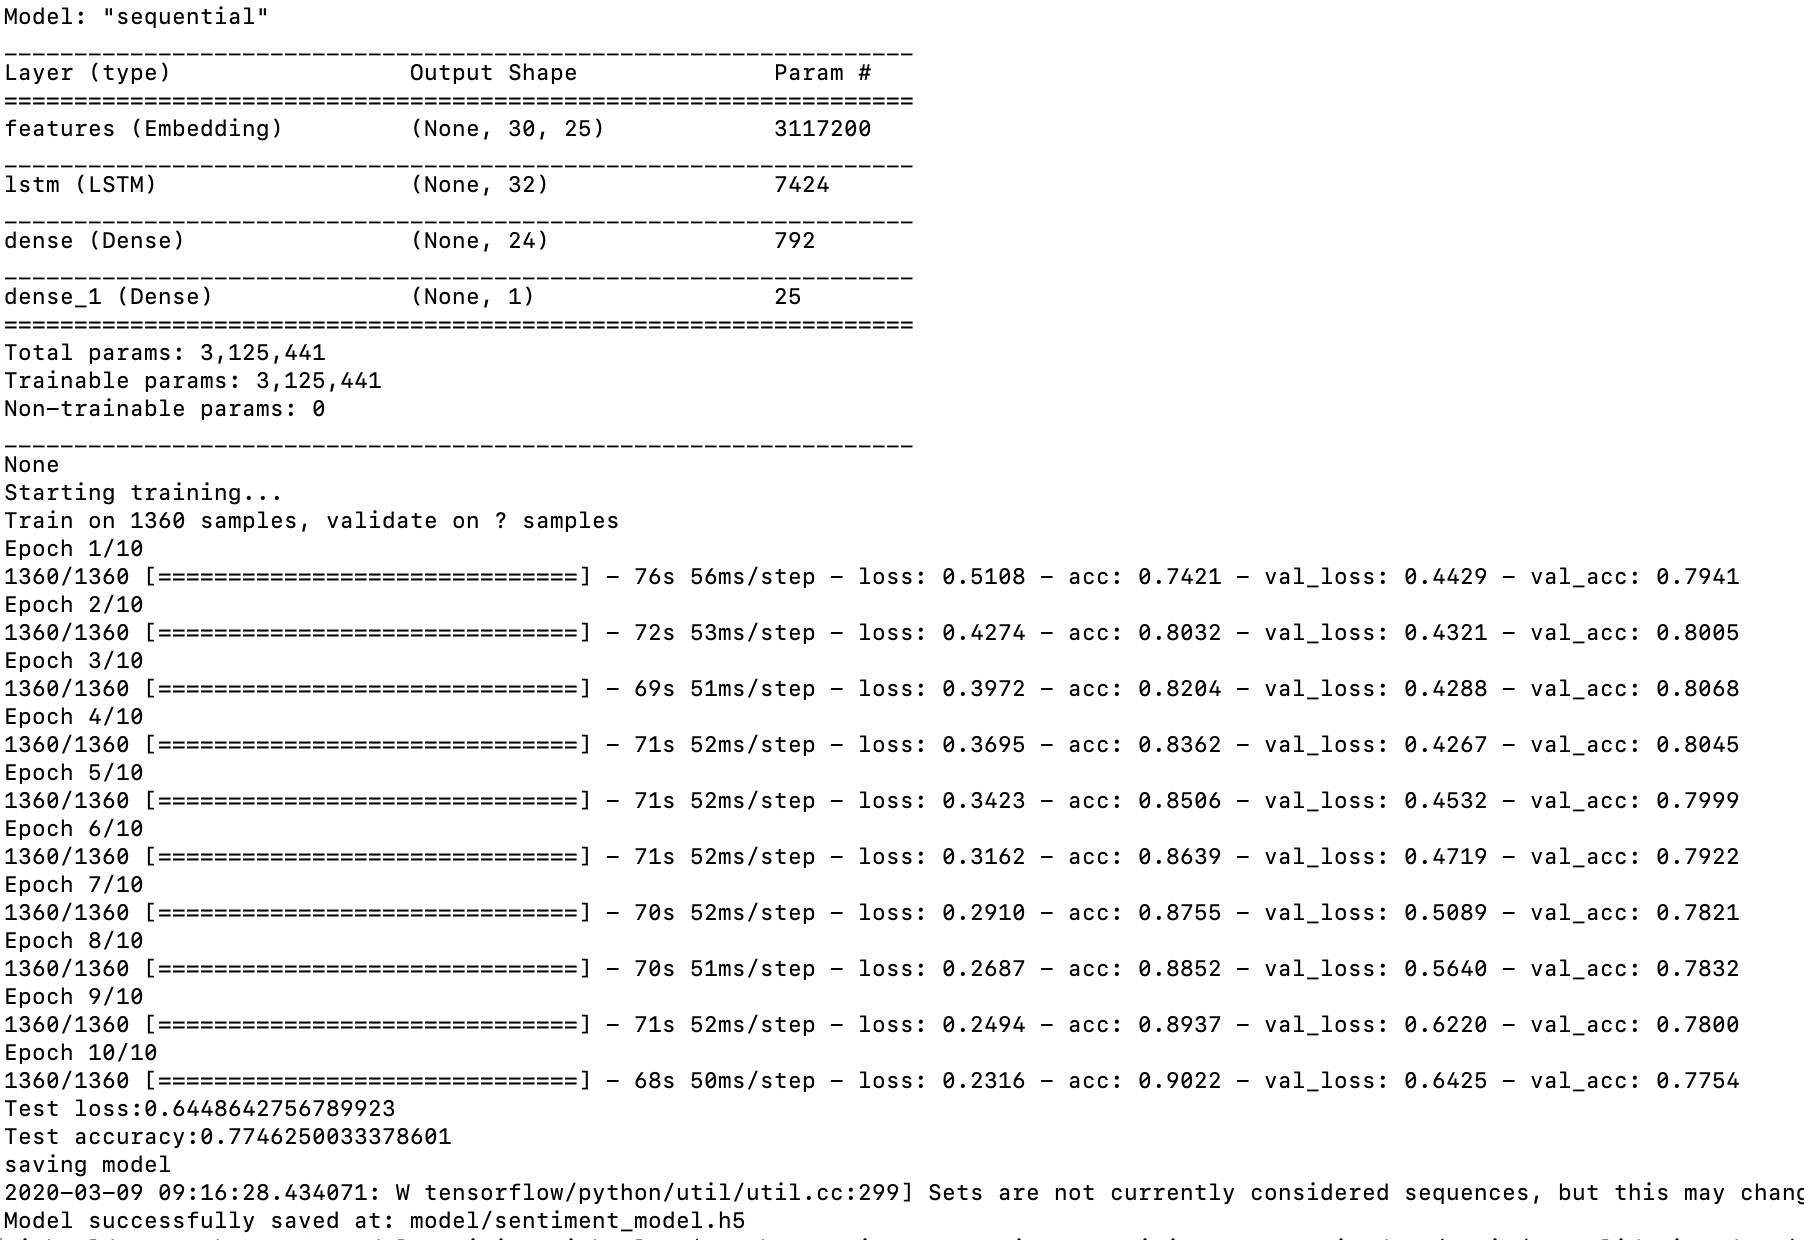 Model: "sequential"
_________________________________________________________________
Layer (type)                 Output Shape              Param #
=================================================================
features (Embedding)         (None, 30, 25)            3117200
_________________________________________________________________
lstm (LSTM)                  (None, 32)                7424
_________________________________________________________________
dense (Dense)                (None, 24)                792
_________________________________________________________________
dense_1 (Dense)              (None, 1)                 25
=================================================================
Total params: 3,125,441
Trainable params: 3,125,441
Non-trainable params: 0
_________________________________________________________________
None
Starting training...
Train on 1360 samples, validate on ? samples
Epoch 1/10
1360/1360 [==============================] - 76s 56ms/step - loss: 0.5108 - acc: 0.7421 - val_loss: 0.4429 - val_acc: 0.7941
Epoch 2/10
1360/1360 [==============================] - 72s 53ms/step - loss: 0.4274 - acc: 0.8032 - val_loss: 0.4321 - val_acc: 0.8005
Epoch 3/10
1360/1360 [==============================] - 69s 51ms/step - loss: 0.3972 - acc: 0.8204 - val_loss: 0.4288 - val_acc: 0.8068
Epoch 4/10
1360/1360 [==============================] - 71s 52ms/step - loss: 0.3695 - acc: 0.8362 - val_loss: 0.4267 - val_acc: 0.8045
Epoch 5/10
1360/1360 [==============================] - 71s 52ms/step - loss: 0.3423 - acc: 0.8506 - val_loss: 0.4532 - val_acc: 0.7999
Epoch 6/10
1360/1360 [==============================] - 71s 52ms/step - loss: 0.3162 - acc: 0.8639 - val_loss: 0.4719 - val_acc: 0.7922
Epoch 7/10
1360/1360 [==============================] - 70s 52ms/step - loss: 0.2910 - acc: 0.8755 - val_loss: 0.5089 - val_acc: 0.7821
Epoch 8/10
1360/1360 [==============================] - 70s 51ms/step - loss: 0.2687 - acc: 0.8852 - val_loss: 0.5640 - val_acc: 0.7832
Epoch 9/10
1360/1360 [==============================] - 71s 52ms/step - loss: 0.2494 - acc: 0.8937 - val_loss: 0.6220 - val_acc: 0.7800
Epoch 10/10
1360/1360 [==============================] - 68s 50ms/step - loss: 0.2316 - acc: 0.9022 - val_loss: 0.6425 - val_acc: 0.7754
Test loss:0.6448642756789923
Test accuracy:0.7746250033378601
saving model
2020-03-09 09:16:28.434071: W tensorflow/python/util/util.cc:299] Sets are not currently considered sequences, but this may chang
Model successfully saved at: model/sentiment_model.h5